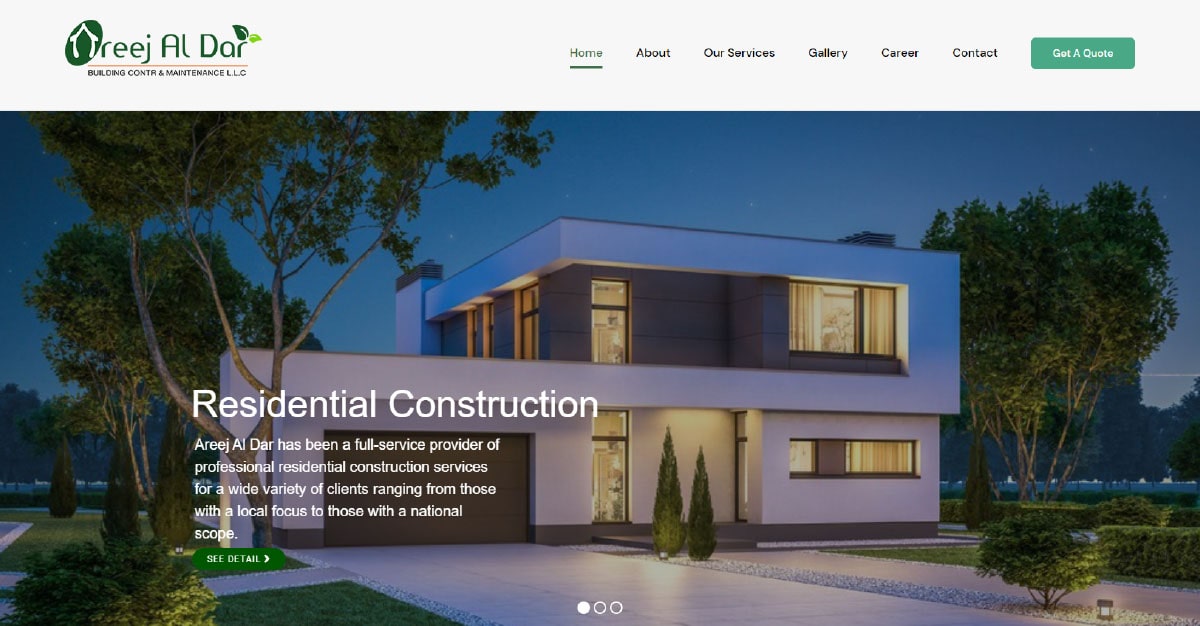 Areej Al Dar
BUILDING CONTR & MAINTENANCE L.L.C
Home
About
Our Services
Gallery
Career
Contact
Get A Quote
Residential Construction
Areej Al Dar has been a full-service provider of
professional residential construction services
for a wide variety of clients ranging from those
with a local focus to those with a national
scope.
SEE DETAIL ❯